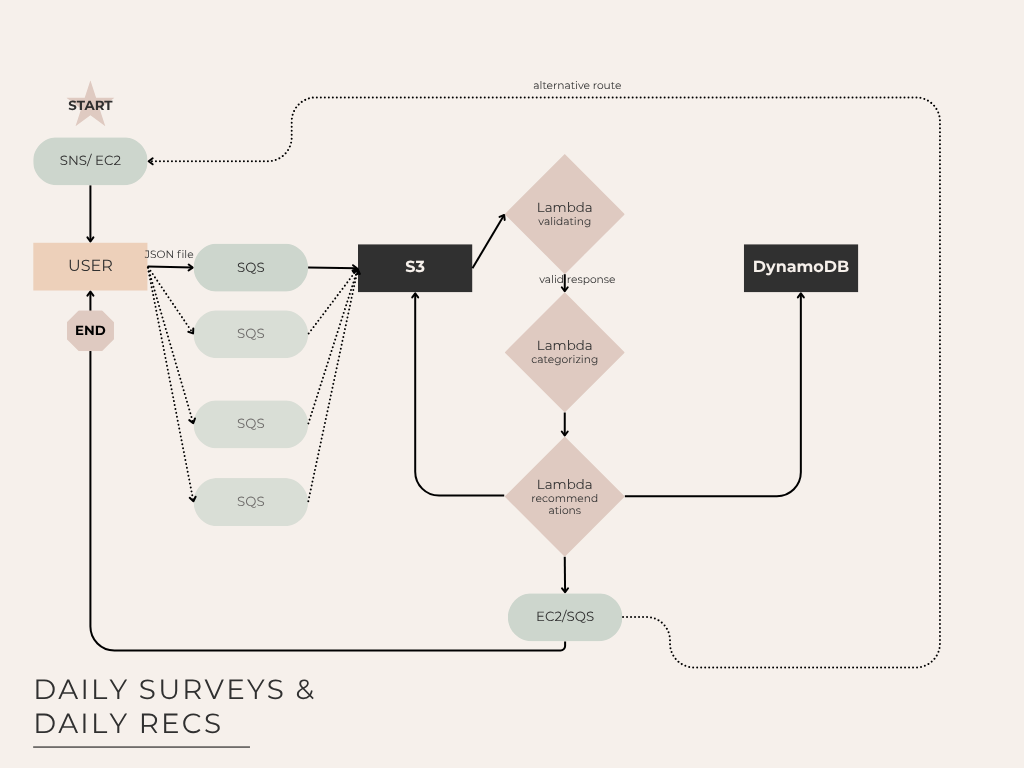 alternative route
START
SNS/ EC2
Lambda
validating
JSON file
USER
SQS
S3
DynamoDB
valid response
END
SQS
Lambda
categorizing
SQS
Lambda
recommend
ations
SQS
EC2/SQS
DAILY SURVEYS &
DAILY RECS